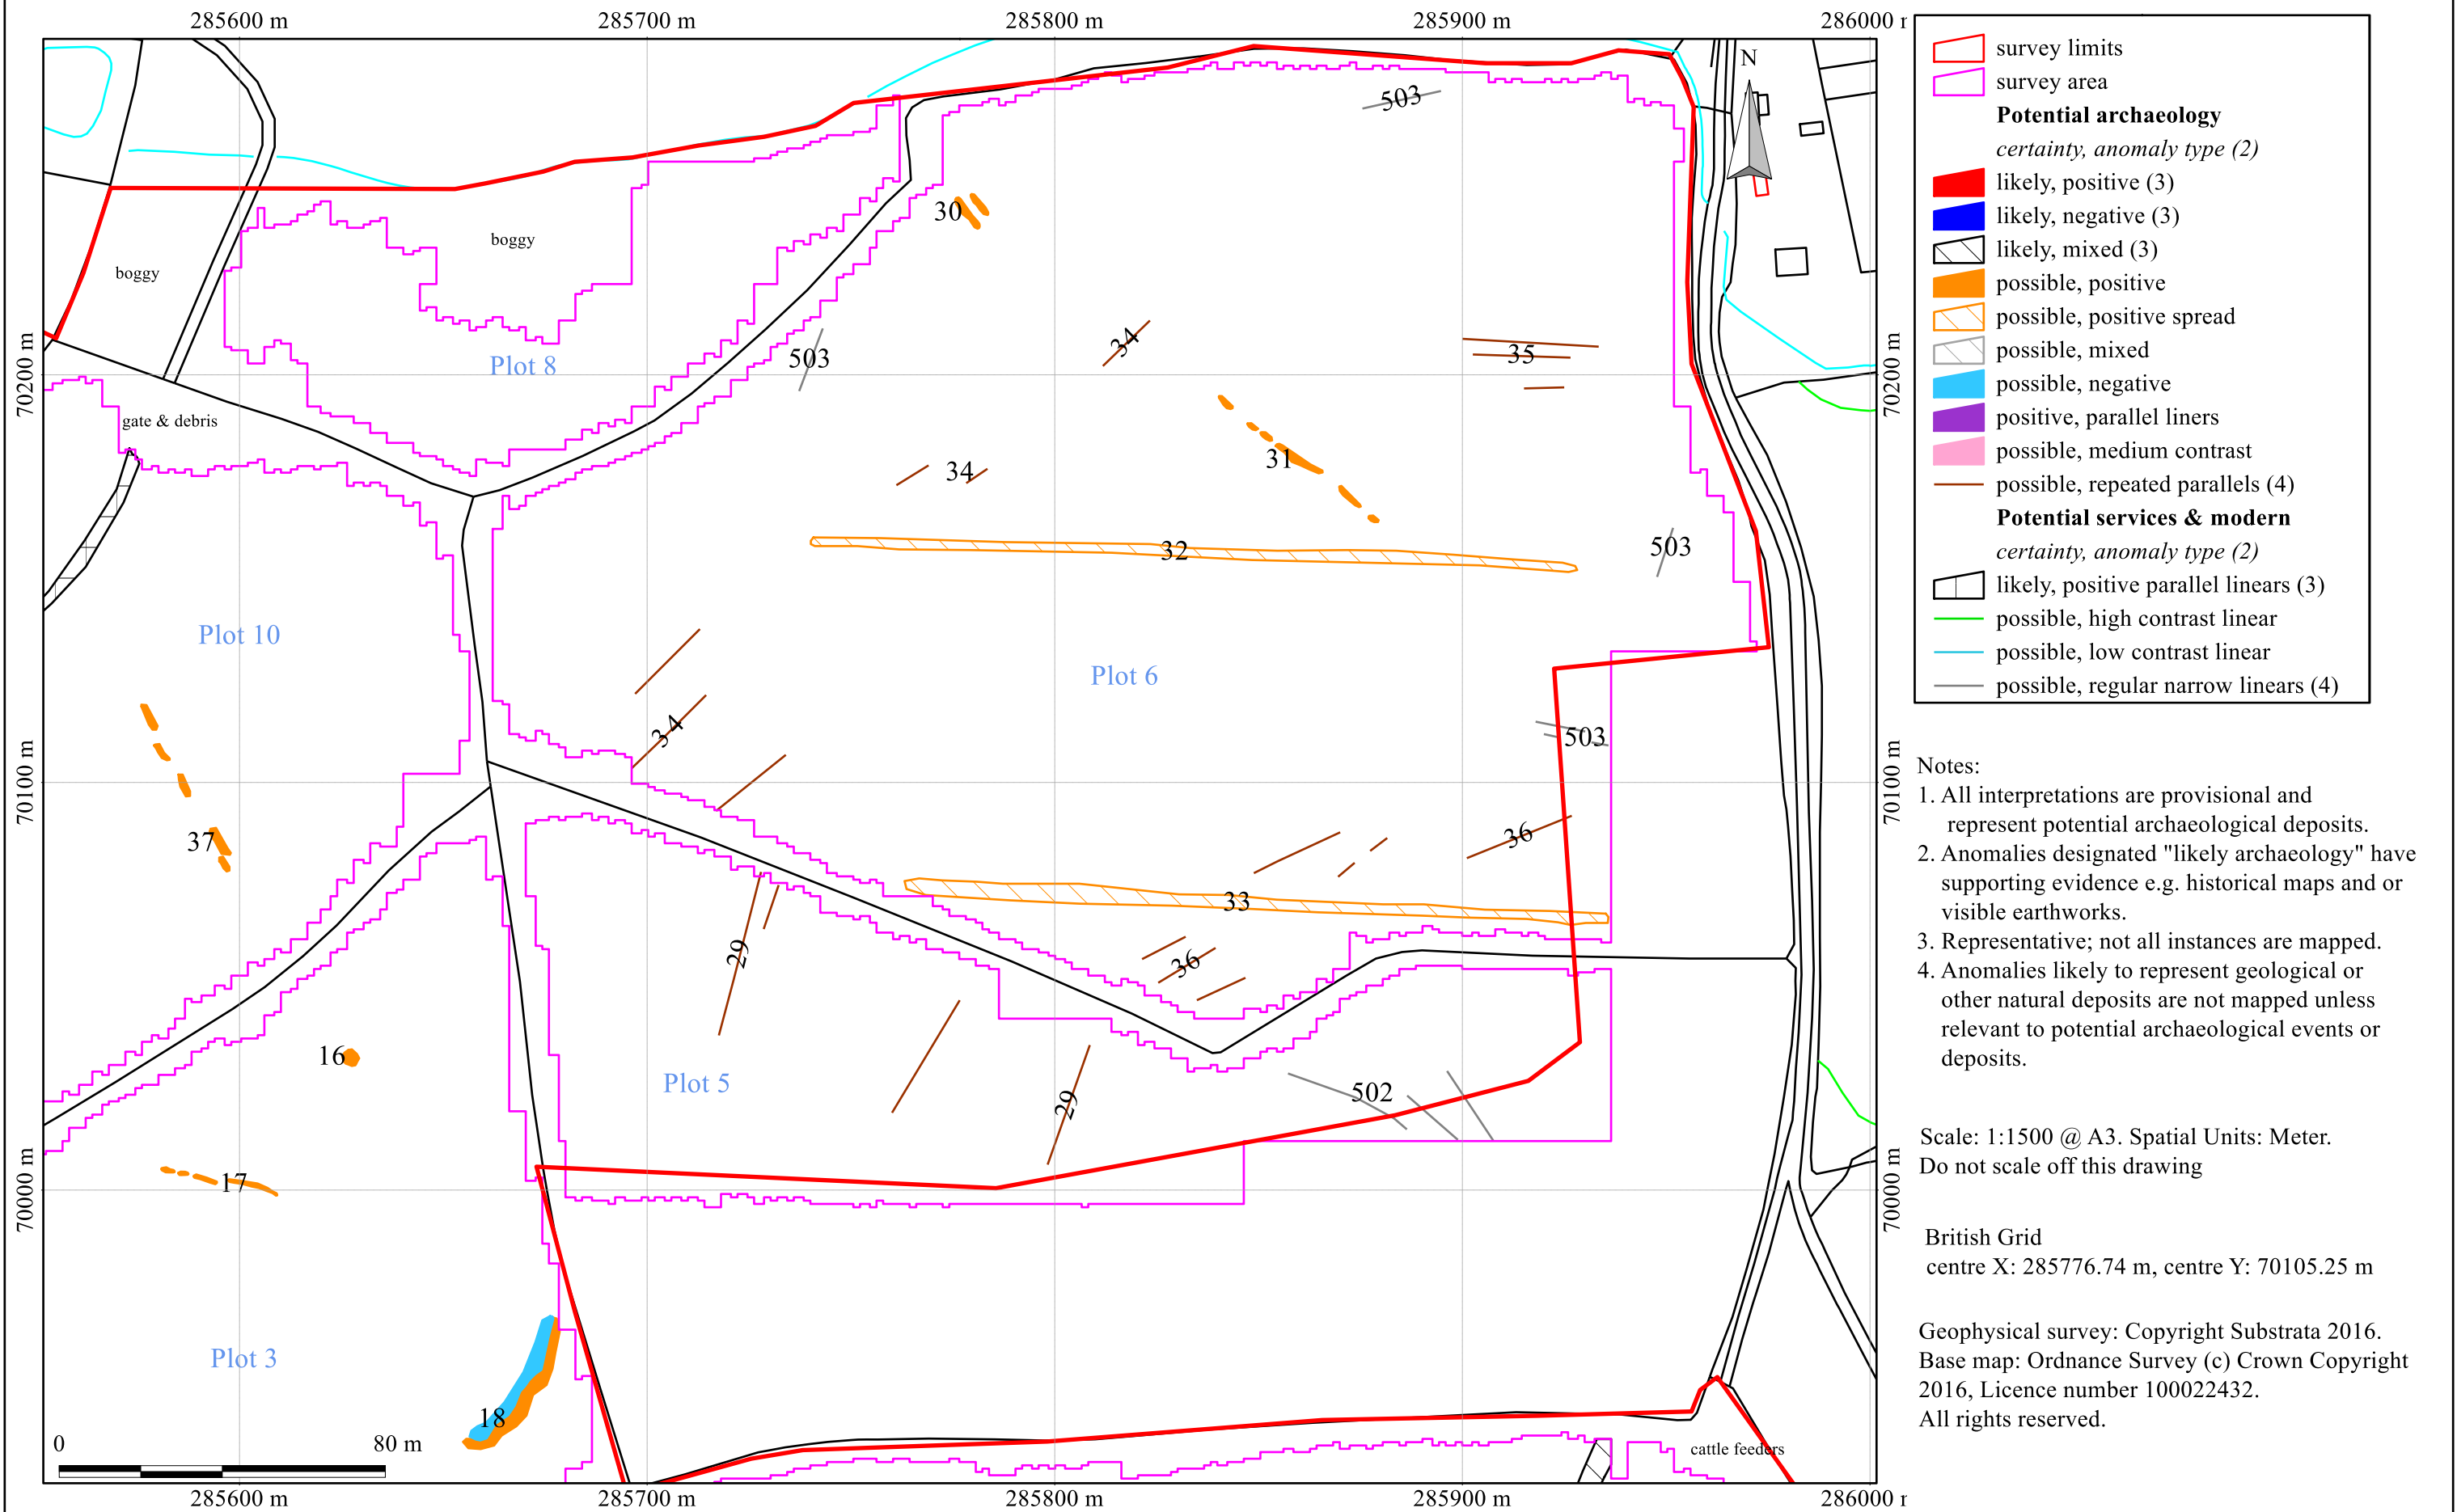 285600 m
285700 m
285800 m
285900 m
286000
N
503
30
boggy
boggy
70200 m
70200 m
Plot 8
503
34
35
gate & debris
31
34
32
503
Plot 10
Plot 6
34
503
70100 m
70100 m
37
36
33
29
36
16
Plot 5
29
502
17
70000 m
70000 m
Plot 3
18
0
80 m
cattle feeders
285600 m
285700 m
285800 m
285900 m
286000
survey limits
survey area
Potential archaeology
certainty, anomaly type (2)
likely, positive (3)
likely, negative (3)
likely, mixed (3)
possible, positive
possible, positive spread
possible, mixed
possible, negative
positive, parallel liners
possible, medium contrast
possible, repeated parallels (4)
Potential services & modern
certainty, anomaly type (2)
likely, positive parallel linears (3)
possible, high contrast linear
possible, low contrast linear
possible, regular narrow linears (4)
Notes:
1. All interpretations are provisional and
represent potential archaeological deposits.
2. Anomalies designated "likely archaeology" have
supporting evidence e.g. historical maps and or
visible earthworks.
3. Representative; not all instances are mapped.
4. Anomalies likely to represent geological or
other natural deposits are not mapped unless
relevant to potential archaeological events or
deposits.
Scale: 1:1500 @ A3. Spatial Units: Meter.
Do not scale off this drawing
British Grid
centre X: 285776.74 m, centre Y: 70105.25 m
Geophysical survey: Copyright Substrata 2016.
Base map: Ordnance Survey (c) Crown Copyright
2016, Licence number 100022432.
All rights reserved.